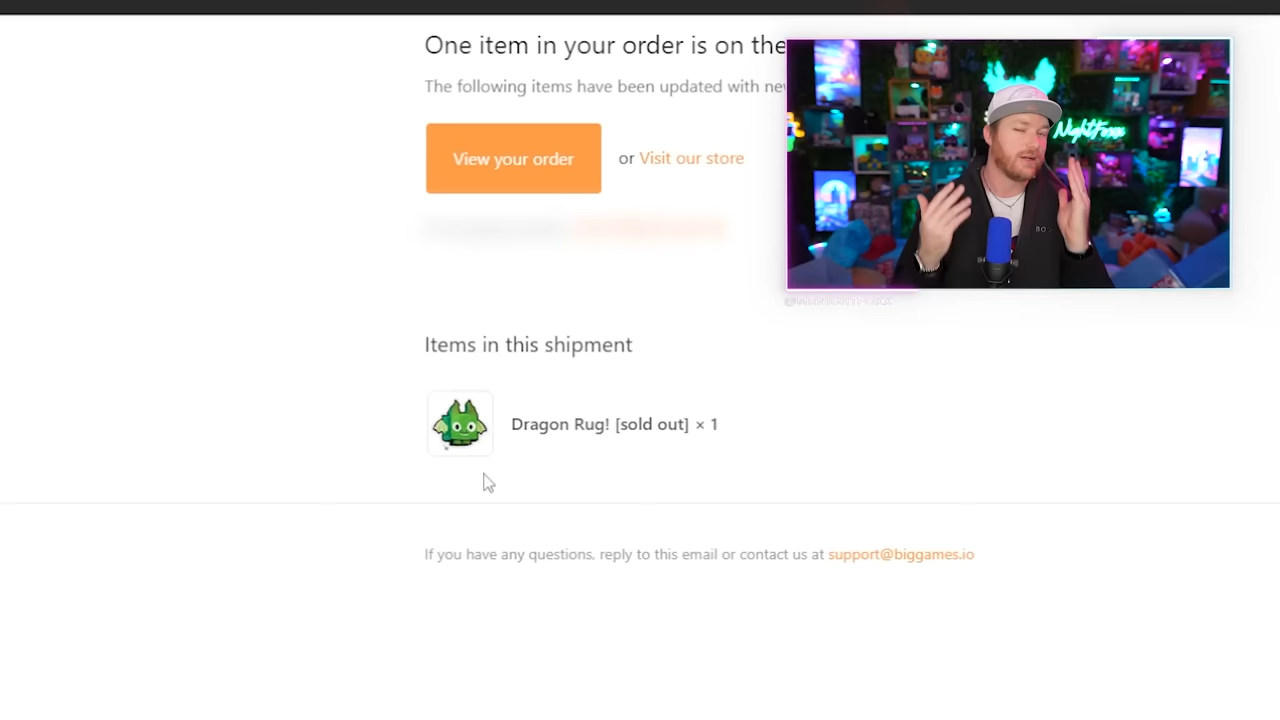 One item in your order is on the
The following items have been updated with
View your order
or Visit our store
NightFoxx
Items in this shipment
Dragon Rug! [sold out] × 1
If you have any questions, reply to this email or contact us at support@biggames.io